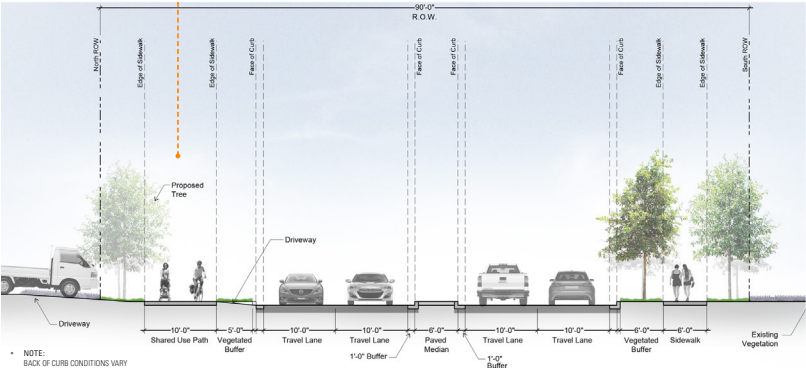 90'-0"
R.O.W.
North ROW
Edge of Sidewalk
Edge of Sidewalk
Face of Curb
Face of Curb
Face of Curb
Face of Curb
Edge of Sidewalk
Edge of Sidewalk
South ROW
Proposed
Tree
Driveway
Driveway
10'-0"
Shared Use Path
5'-0"
Vegetated
Buffer
10'-0"
Travel Lane
10'-0"
Travel Lane
1'-0" Buffer
6'-0"
Paved
Median
1'-0"
Buffer
10'-0"
Travel Lane
10'-0"
Travel Lane
6'-0"
Vegetated
Buffer
6'-0"
Sidewalk
Existing
Vegetation
* NOTE:
BACK OF CURB CONDITIONS VARY